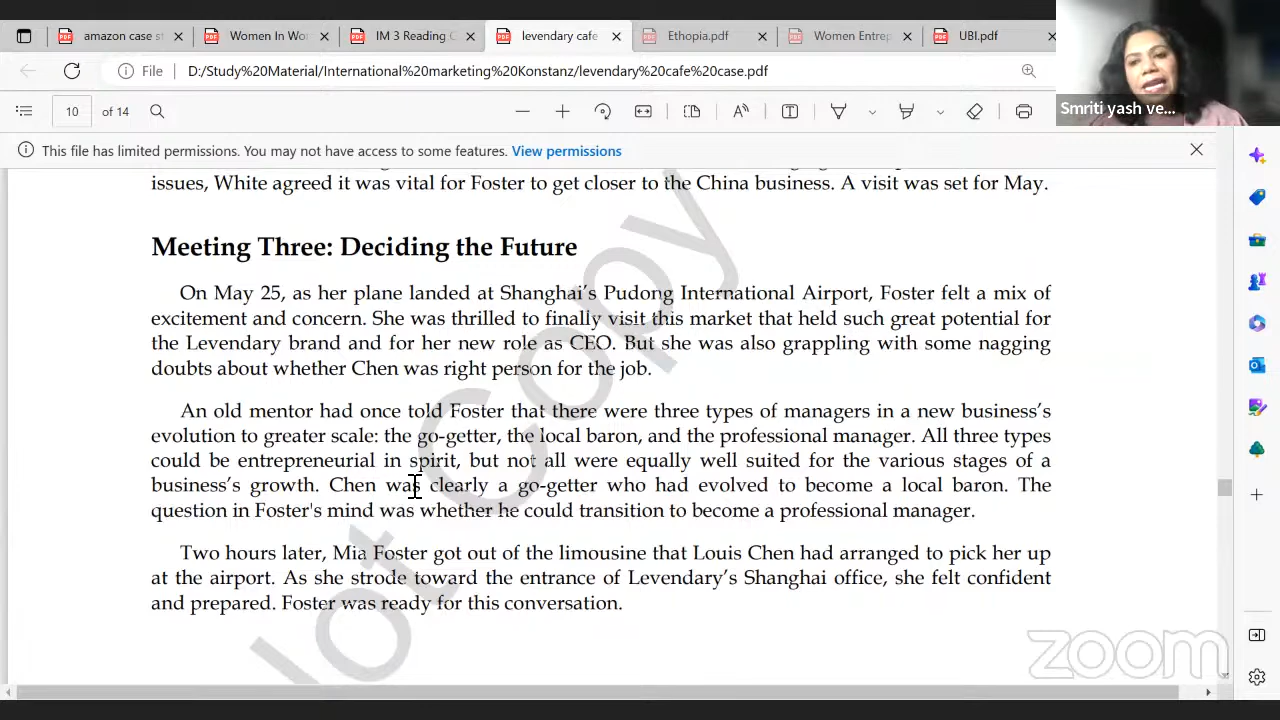 amazon case st
Women In Wo
IM 3 Reading C
levendary cafe
Ethopia.pdf
Women Entrep
UBI.pdf
File
D:/Study%20Material/International%20marketing%20Konstanz/levendary%20cafe%20case.pdf
10 of 14
This file has limited permissions. You may not have access to some features. View permissions
Smriti yash ve...
issues, White agreed it was vital for Foster to get closer to the China business. A visit was set for May.
Meeting Three: Deciding the Future
On May 25, as her plane landed at Shanghai's Pudong International Airport, Foster felt a mix of
excitement and concern. She was thrilled to finally visit this market that held such great potential for
the Levendary brand and for her new role as CEO. But she was also grappling with some nagging
doubts about whether Chen was right person for the job.
An old mentor had once told Foster that there were three types of managers in a new business's
evolution to greater scale: the go-getter, the local baron, and the professional manager. All three types
could be entrepreneurial in spirit, but not all were equally well suited for the various stages of a
business's growth. Chen was clearly a go-getter who had evolved to become a local baron. The
question in Foster's mind was whether he could transition to become a professional manager.
Two hours later, Mia Foster got out of the limousine that Louis Chen had arranged to pick her up
at the airport. As she strode toward the entrance of Levendary's Shanghai office, she felt confident
and prepared. Foster was ready for this conversation.
ot Copy
zoom